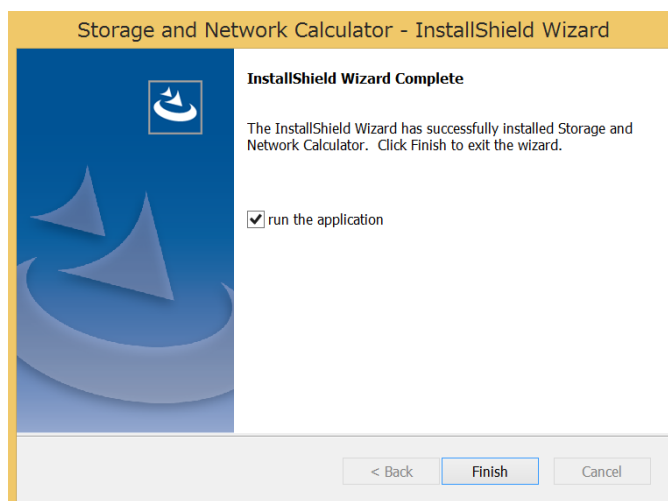 Storage and Network Calculator - InstallShield Wizard
InstallShield Wizard Complete
The InstallShield Wizard has successfully installed Storage and
Network Calculator. Click Finish to exit the wizard.
run the application
< Back
Finish
Cancel